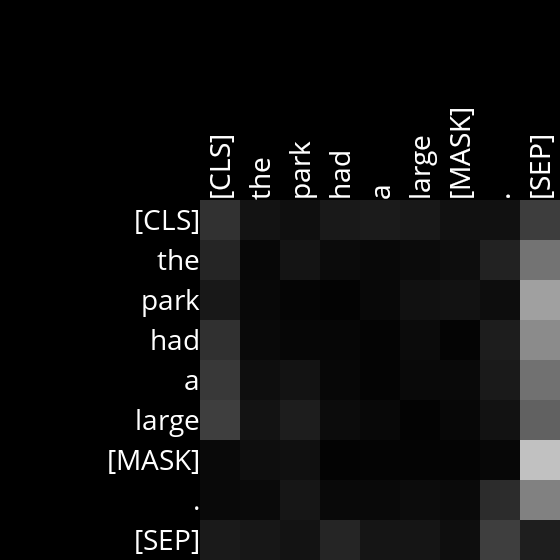 [CLS] the park had a large [MASK] . [SEP]
[CLS]
the
park
had
a
large
[MASK]
.
[SEP]